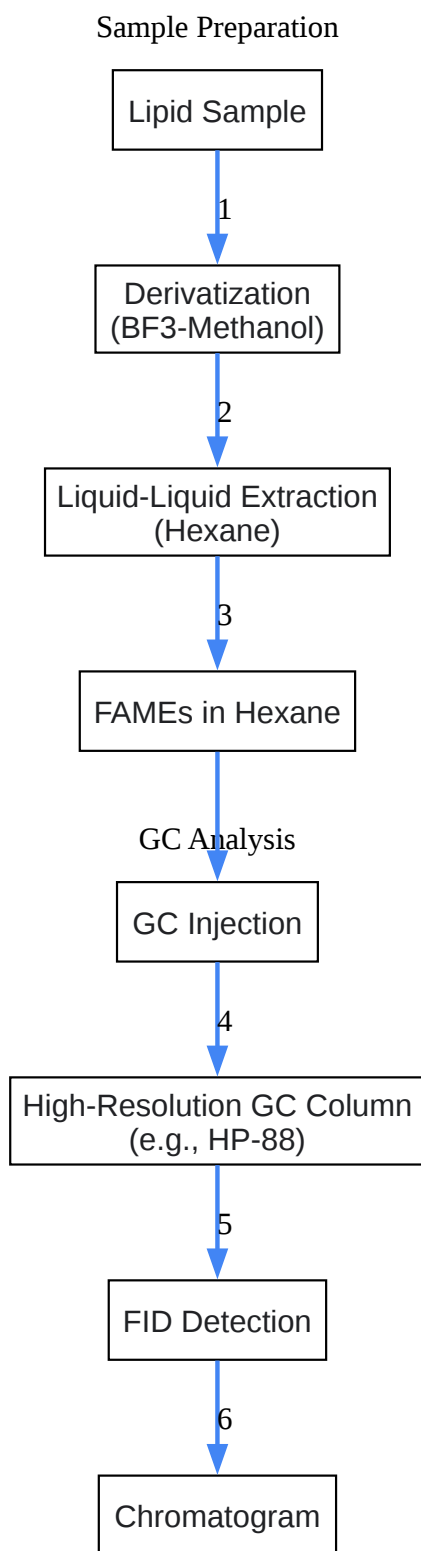 Sample Preparation
Lipid Sample
1
Derivatization
(BF3-Methanol)
2
Liquid-Liquid Extraction
(Hexane)
3
FAMEs in Hexane
GC Analysis
GC Injection
4
High-Resolution GC Column
(e.g., HP-88)
5
FID Detection
6
Chromatogram